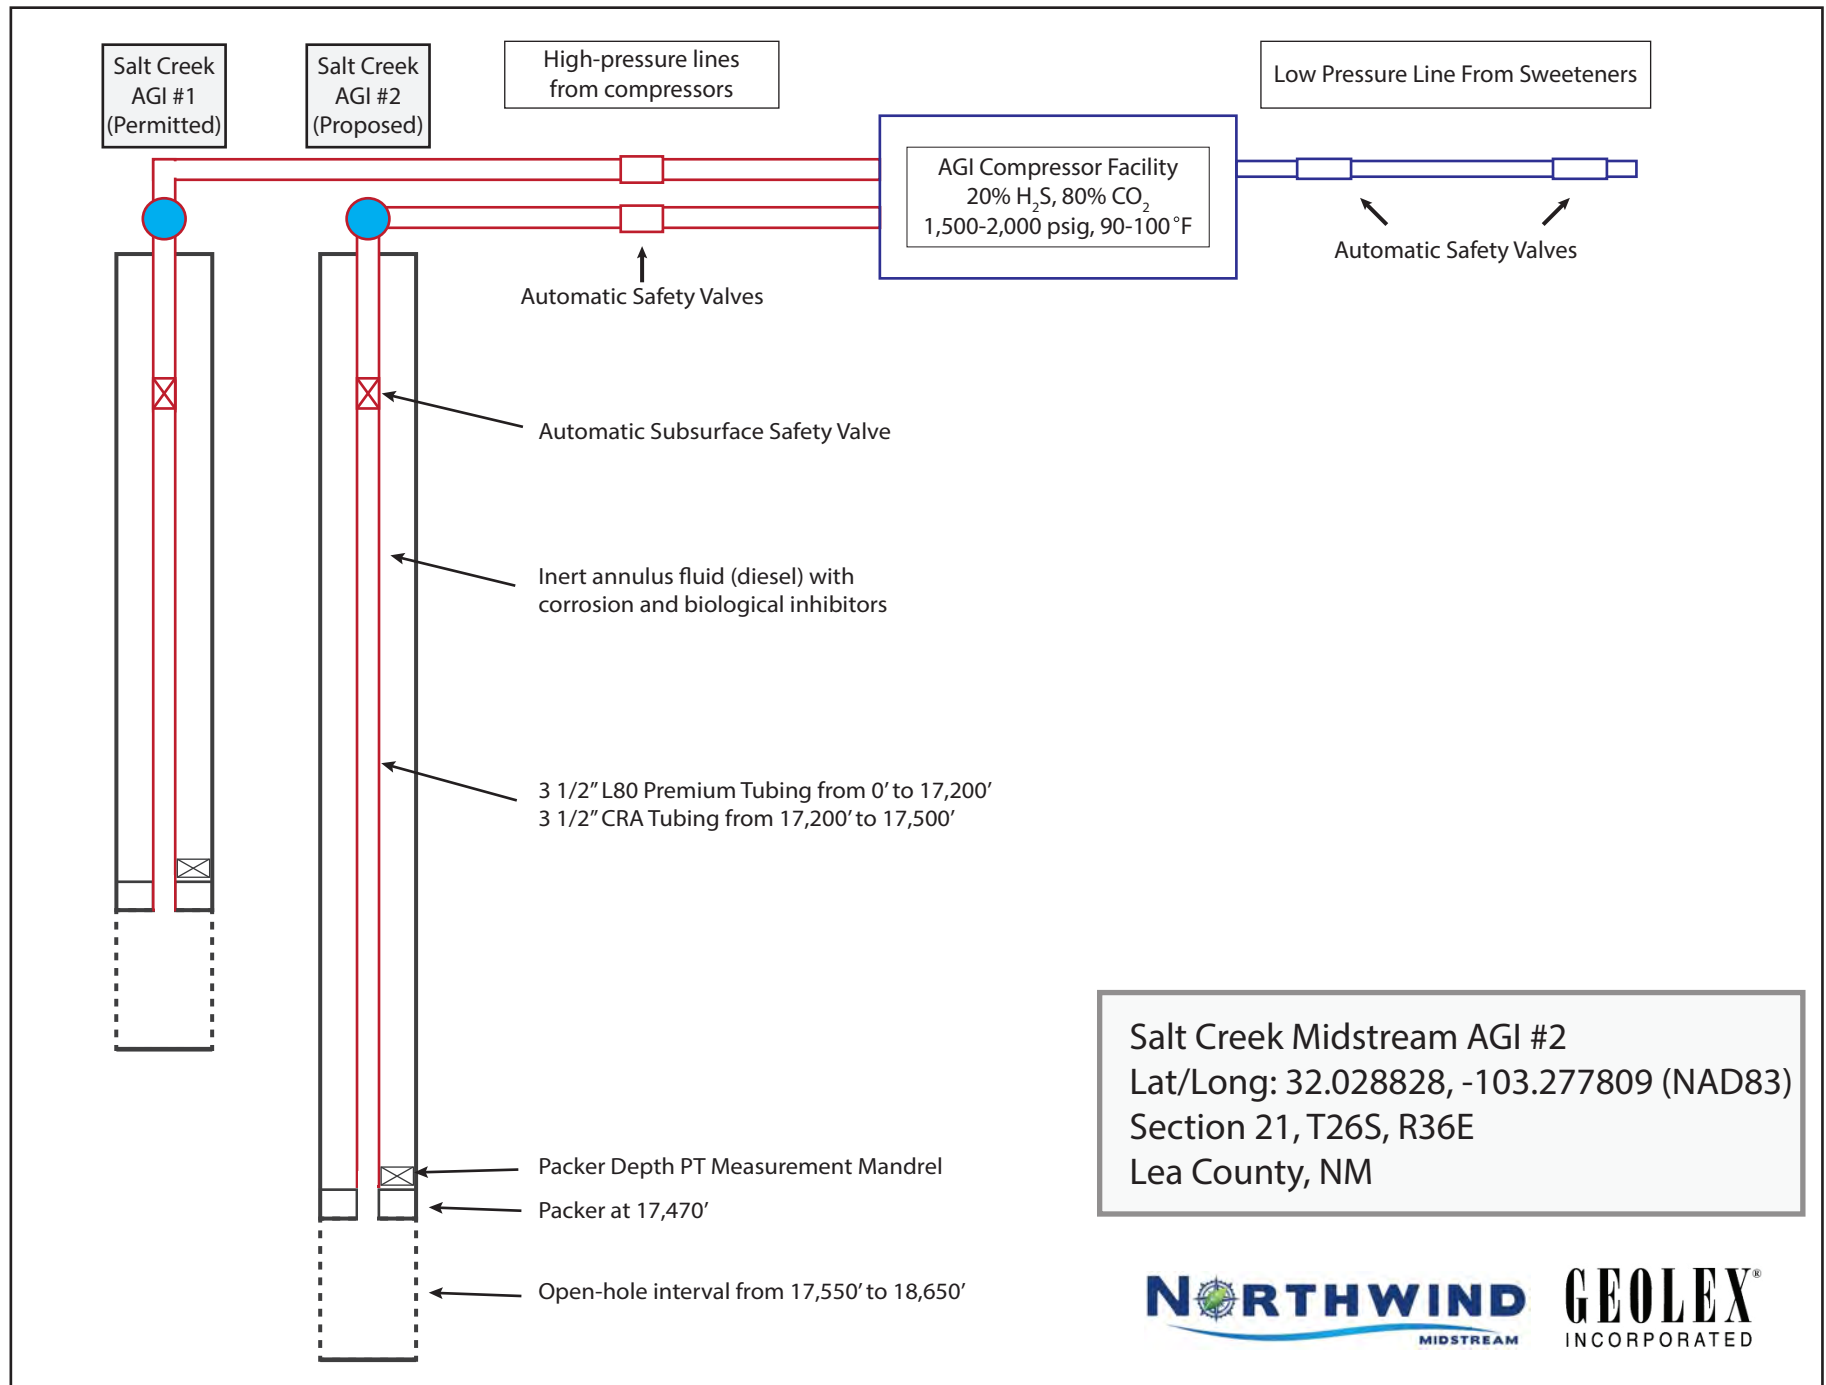 Salt Creek
AGI #1
(Permitted)
Salt Creek
AGI #2
(Proposed)
High-pressure lines
from compressors
Low Pressure Line From Sweeteners
AGI Compressor Facility
20% H₂S, 80% CO₂
1,500-2,000 psig, 90-100°F
Automatic Safety Valves
Automatic Safety Valves
Automatic Subsurface Safety Valve
Inert annulus fluid (diesel) with
corrosion and biological inhibitors
3 1/2” L80 Premium Tubing from 0’ to 17,200’
3 1/2” CRA Tubing from 17,200’ to 17,500’
Packer Depth PT Measurement Mandrel
Packer at 17,470’
Open-hole interval from 17,550’ to 18,650’
Salt Creek Midstream AGI #2
Lat/Long: 32.028828, -103.277809 (NAD83)
Section 21, T26S, R36E
Lea County, NM
NORTHWIND
MIDSTREAM
GEOLEX®
INCORPORATED